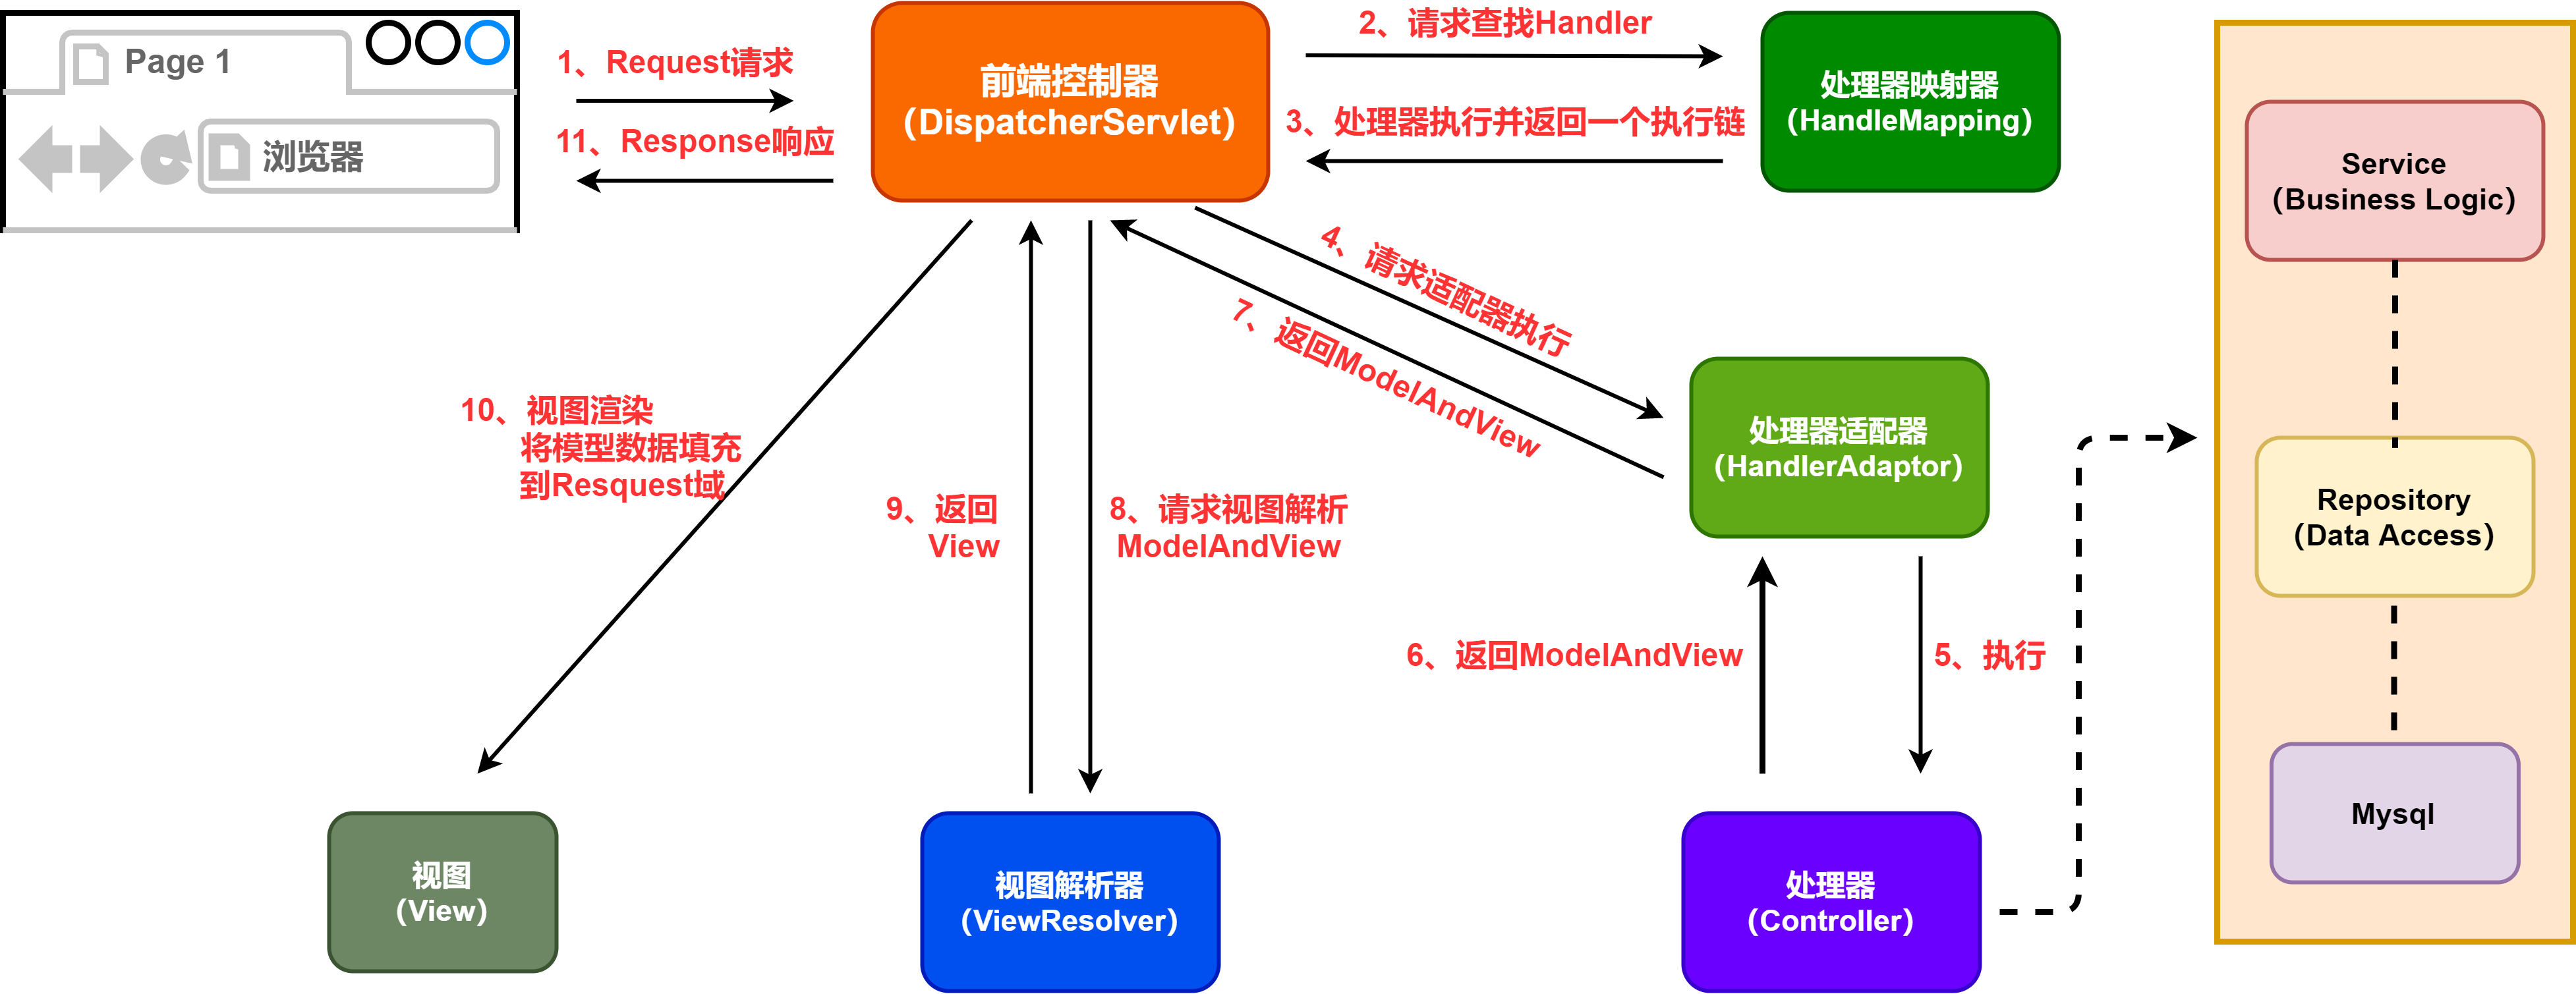 Page 1
浏览器
1、Request请求
11、Response响应
前端控制器
（DispatcherServlet）
2、请求查找Handler
3、处理器执行并返回一个执行链
处理器映射器
（HandleMapping）
Service
（Business Logic）
4、请求适配器执行
7、返回ModelAndView
处理器适配器
（HandlerAdaptor）
10、视图渲染
将模型数据填充
到Resquest域
9、返回
View
8、请求视图解析
ModelAndView
Repository
（Data Access）
6、返回ModelAndView
5、执行
Mysql
视图
（View）
视图解析器
（ViewResolver）
处理器
（Controller）